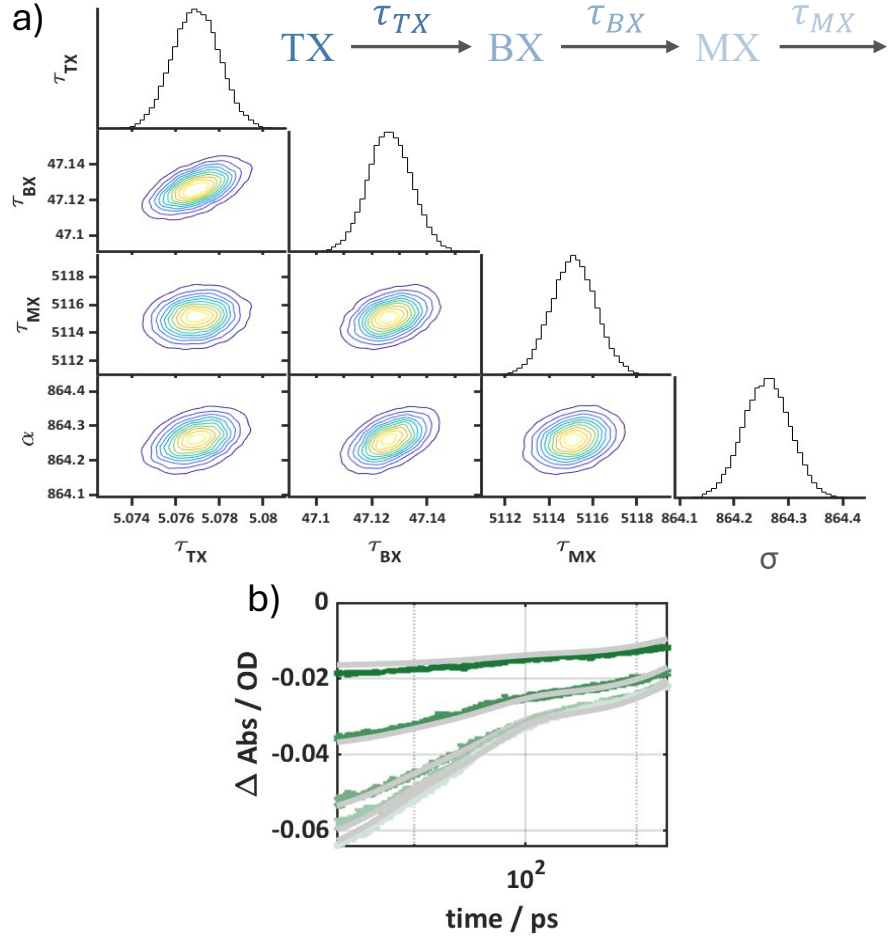 a)
τTX τBX τMX
TX BX MX
τTX
τBX
47.14
47.12
47.1
τMX
5118
5116
5114
5112
α
864.4
864.3
864.2
864.1
5.074 5.076 5.078 5.08 47.1 47.12 47.14 5112 5114 5116 5118 864.1 864.2 864.3 864.4
τTX τBX τMX σ
b)
Δ Abs / OD
0
-0.02
-0.04
-0.06
10²
time / ps